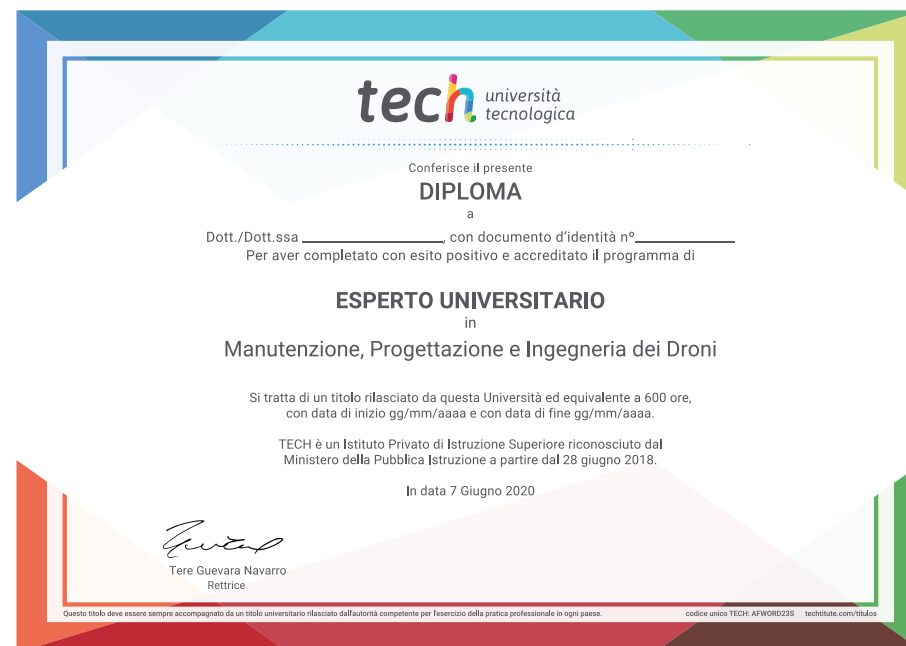 tech università
tecnologica
Conferisce il presente
DIPLOMA
a
Dott./Dott.ssa ____________________, con documento d'identità nº______________
Per aver completato con esito positivo e accreditato il programma di
ESPERTO UNIVERSITARIO
in
Manutenzione, Progettazione e Ingegneria dei Droni
Si tratta di un titolo rilasciato da questa Università ed equivalente a 600 ore,
con data di inizio gg/mm/aaaa e con data di fine gg/mm/aaaa.
TECH è un Istituto Privato di Istruzione Superiore riconosciuto dal
Ministero della Pubblica Istruzione a partire dal 28 giugno 2018.
In data 7 Giugno 2020
Tere Guevara Navarro
Rettrice
Questo titolo deve essere sempre accompagnato da un titolo universitario rilasciato dall'autorità competente per l'esercizio della pratica professionale in ogni paese. codice unico TECH: AFWORD23S techtitute.com/titulos